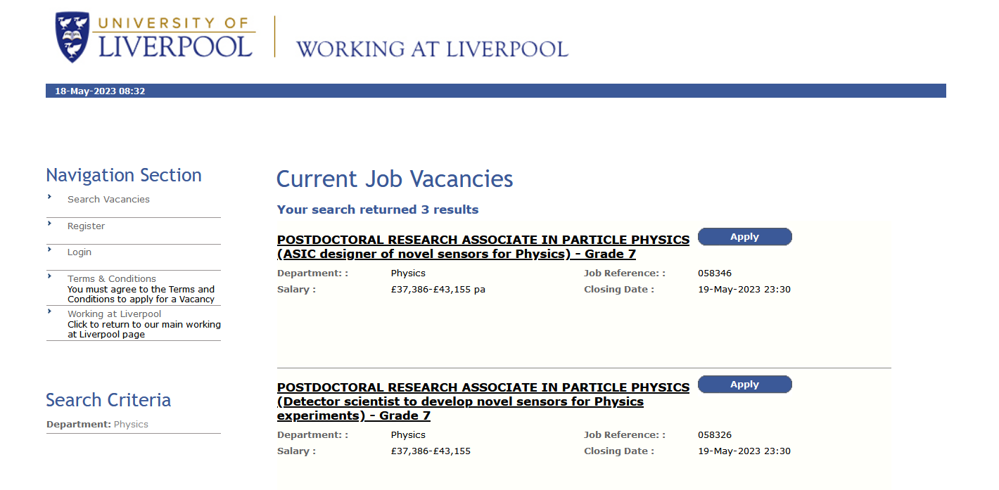 UNIVERSITY OF
LIVERPOOL
WORKING AT LIVERPOOL
18-May-2023 08:32
Navigation Section
Search Vacancies
Register
Login
Terms & Conditions
You must agree to the Terms and
Conditions to apply for a Vacancy
Working at Liverpool
Click to return to our main working
at Liverpool page
Search Criteria
Department: Physics
Current Job Vacancies
Your search returned 3 results
POSTDOCTORAL RESEARCH ASSOCIATE IN PARTICLE PHYSICS
(ASIC designer of novel sensors for Physics) - Grade 7
Apply
Department: : Physics Job Reference: : 058346
Salary : £37,386-£43,155 pa Closing Date : 19-May-2023 23:30
POSTDOCTORAL RESEARCH ASSOCIATE IN PARTICLE PHYSICS
(Detector scientist to develop novel sensors for Physics
experiments) - Grade 7
Apply
Department: : Physics Job Reference: : 058326
Salary : £37,386-£43,155 Closing Date : 19-May-2023 23:30